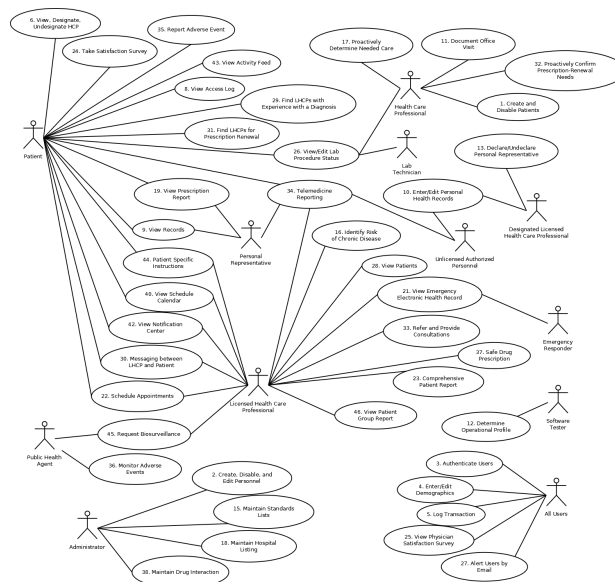 6. View, Designate,
Undesignate HCP
35. Report Adverse Event
24. Take Satisfaction Survey
43. View Activity Feed
8. View Access Log
29. Find LHCPs with
Experience with a Diagnosis
31. Find LHCPs for
Prescription Renewal
26. View/Edit Lab
Procedure Status
Patient
17. Proactively
Determine Needed Care
11. Document Office
Visit
32. Proactively Confirm
Prescription-Renewal
Needs
1. Create and
Disable Patients
Health Care
Professional
Lab
Technician
13. Declare/Undeclare
Personal Representative
10. Enter/Edit Personal
Health Records
Designated Licensed
Health Care Professional
Unlicensed Authorized
Personnel
19. View Prescription
Report
34. Telemedicine
Reporting
9. View Records
Personal
Representative
44. Patient Specific
Instructions
40. View Schedule
Calendar
42. View Notification
Center
30. Messaging between
LHCP and Patient
22. Schedule Appointments
16. Identify Risk
of Chronic Disease
28. View Patients
21. View Emergency
Electronic Health Record
33. Refer and Provide
Consultations
37. Safe Drug
Prescription
23. Comprehensive
Patient Report
46. View Patient
Group Report
Licensed Health Care
Professional
Emergency
Responder
12. Determine
Operational Profile
Software
Tester
45. Request Biosurveillance
Public Health
Agent
36. Monitor Adverse
Events
2. Create, Disable, and
Edit Personnel
15. Maintain Standards
Lists
18. Maintain Hospital
Listing
38. Maintain Drug Interaction
Administrator
3. Authenticate Users
4. Enter/Edit
Demographics
5. Log Transaction
25. View Physician
Satisfaction Survey
27. Alert Users by
Email
All Users